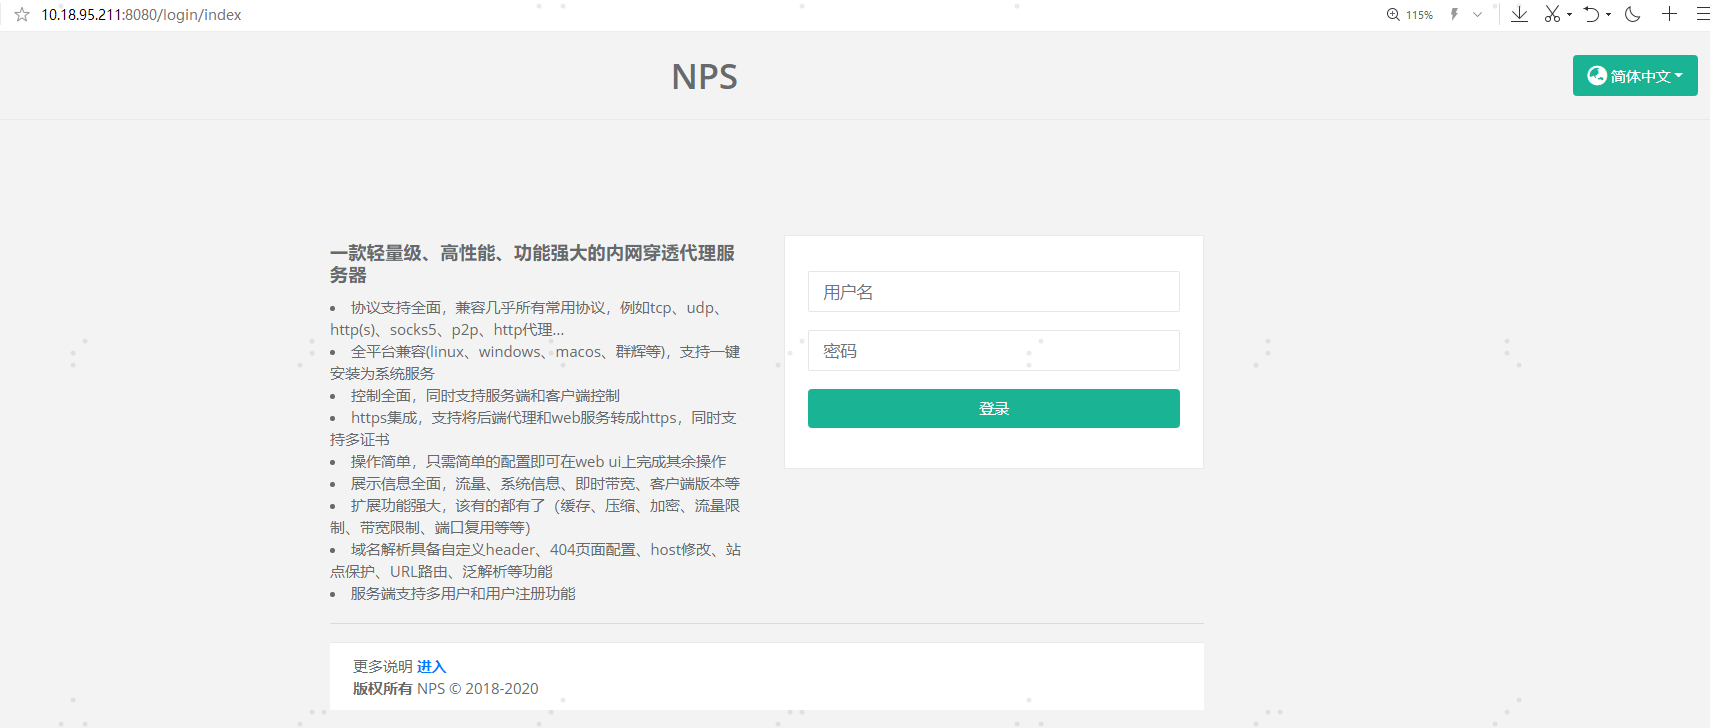 10.18.95.211:8080/login/index
115%
NPS
简体中文
一款轻量级、高性能、功能强大的内网穿透代理服
务器
协议支持全面，兼容几乎所有常用协议，例如tcp、udp、
http(s)、socks5、p2p、http代理...
全平台兼容(linux、windows、macos、群辉等)，支持一键
安装为系统服务
控制全面，同时支持服务端和客户端控制
https集成，支持将后端代理和web服务转成https，同时支
持多证书
操作简单，只需简单的配置即可在web ui上完成其余操作
展示信息全面，流量、系统信息、即时带宽、客户端版本等
扩展功能强大，该有的都有了（缓存、压缩、加密、流量限
制、带宽限制、端口复用等等）
域名解析具备自定义header、404页面配置、host修改、站
点保护、URL路由、泛解析等功能
服务端支持多用户和用户注册功能
用户名
密码
登录
更多说明 进入
版权所有 NPS © 2018-2020